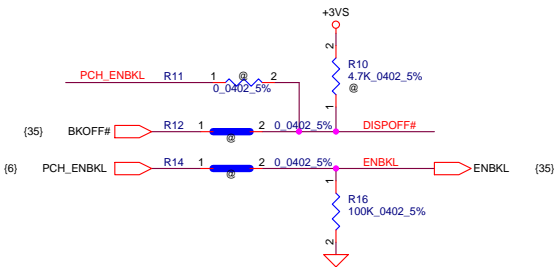 +3VS
2
R10
4.7K_0402_5%
@
1
PCH_ENBKL R11 1 @ 2
0_0402_5%
{35} BKOFF# R12 1 2 0_0402_5% DISPOFF#
@
{6} PCH_ENBKL R14 1 2 0_0402_5% ENBKL ENBKL {35}
@
1
R16
100K_0402_5%
2